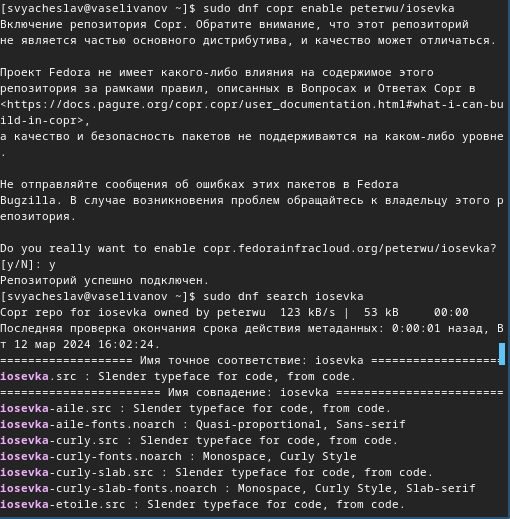 [svyacheslav@vaselivanov ~]$ sudo dnf copr enable peterwu/iosevka
Включение репозитория Copr. Обратите внимание, что этот репозиторий
не является частью основного дистрибутива, и качество может отличаться.
Проект Fedora не имеет какого-либо влияния на содержимое этого
репозитория за рамками правил, описанных в Вопросах и Ответах Copr в
<https://docs.pagure.org/copr.copr/user_documentation.html#what-i-can-bu
ild-in-copr>,
а качество и безопасность пакетов не поддерживаются на каком-либо уровне
.
Не отправляйте сообщения об ошибках этих пакетов в Fedora
Bugzilla. В случае возникновения проблем обращайтесь к владельцу этого р
епозитория.
Do you really want to enable copr.fedorainfracloud.org/peterwu/iosevka?
[y/N]: y
Репозиторий успешно подключен.
[svyacheslav@vaselivanov ~]$ sudo dnf search iosevka
Copr repo for iosevka owned by peterwu  123 kB/s |  53 kB     00:00
Последняя проверка окончания срока действия метаданных: 0:00:01 назад, В
т 12 мар 2024 16:02:24.
=================== Имя точное соответствие: iosevka ===================
iosevka.src : Slender typeface for code, from code.
======================= Имя совпадение: iosevka ========================
iosevka-aile.src : Slender typeface for code, from code.
iosevka-aile-fonts.noarch : Quasi-proportional, Sans-serif
iosevka-curly.src : Slender typeface for code, from code.
iosevka-curly-fonts.noarch : Monospace, Curly Style
iosevka-curly-slab.src : Slender typeface for code, from code.
iosevka-curly-slab-fonts.noarch : Monospace, Curly Style, Slab-serif
iosevka-etoile.src : Slender typeface for code, from code.